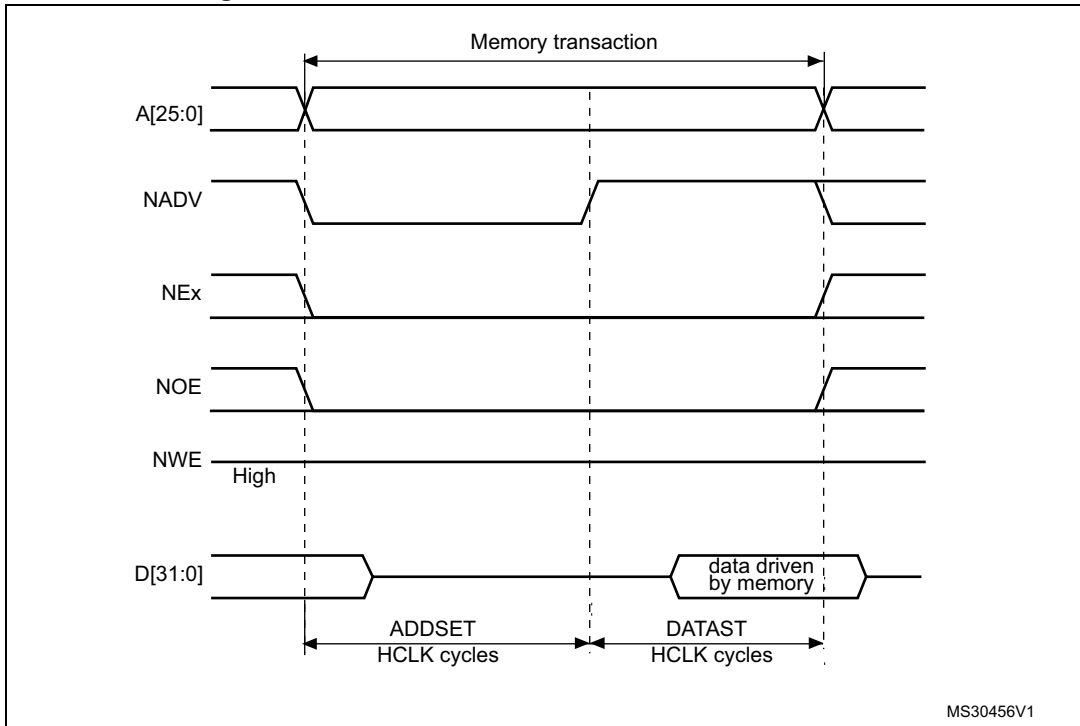 Memory transaction
A[25:0]
NADV
NEx
NOE
NWE
High
D[31:0]
data driven
by memory
ADDSET
HCLK cycles
DATAST
HCLK cycles
MS30456V1